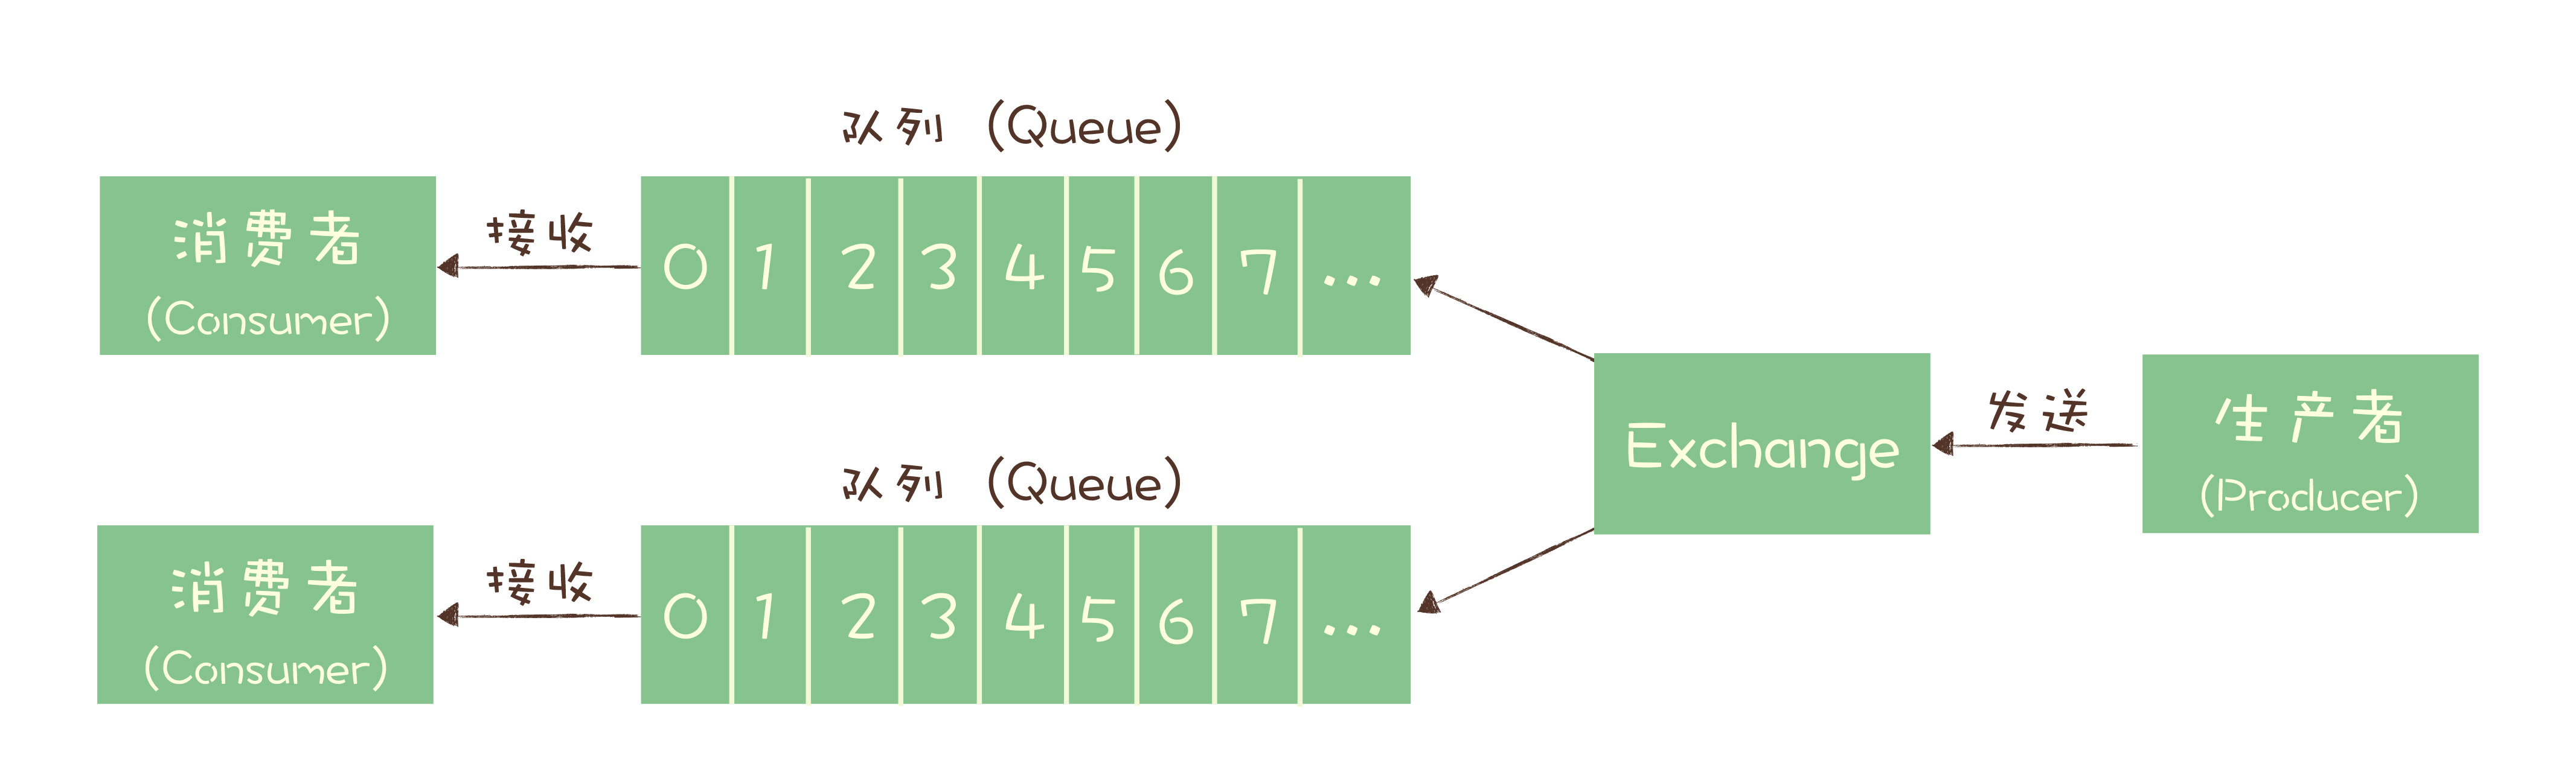 队列 (Queue)
消费者
(Consumer)
接收
0 1 2 3 4 5 6 7 ...
Exchange
发送
生产者
(Producer)
队列 (Queue)
消费者
(Consumer)
接收
0 1 2 3 4 5 6 7 ...